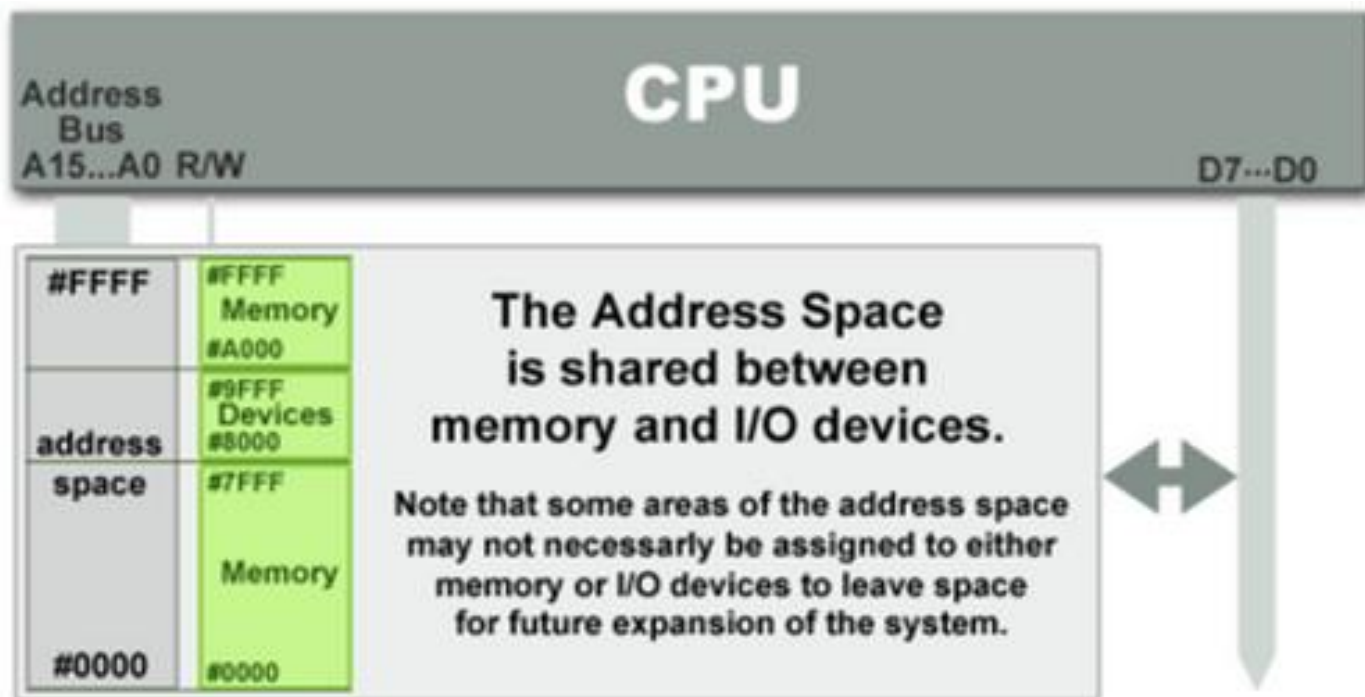 CPU
Address
Bus
A15...A0 R/W
D7...D0
#FFFF
address
space
#0000
#FFFF
Memory
#A000
#9FFF
Devices
#8000
#7FFF
Memory
#0000
The Address Space
is shared between
memory and I/O devices.
Note that some areas of the address space
may not necessarly be assigned to either
memory or I/O devices to leave space
for future expansion of the system.